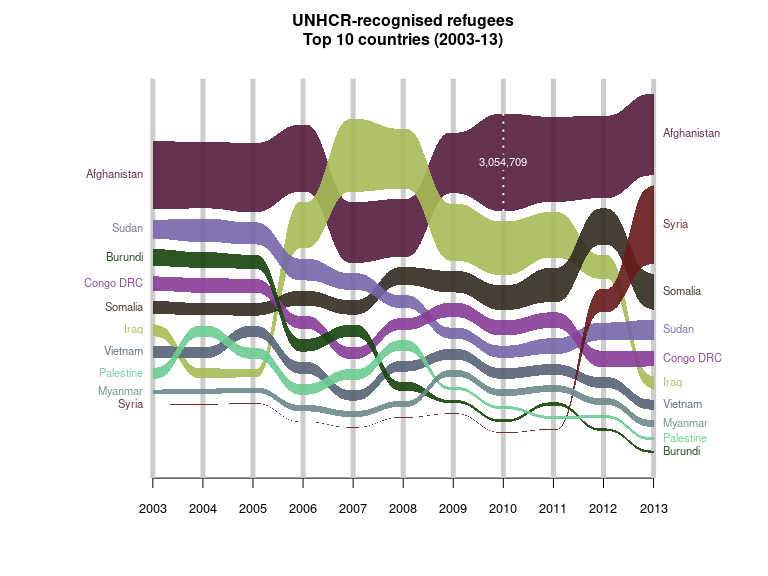 UNHCR-recognised refugees
Top 10 countries (2003-13)
Afghanistan
Sudan
Burundi
Congo DRC
Somalia
Iraq
Vietnam
Palestine
Myanmar
Syria
3,054,709
Afghanistan
Syria
Somalia
Sudan
Congo DRC
Iraq
Vietnam
Myanmar
Palestine
Burundi
2003 2004 2005 2006 2007 2008 2009 2010 2011 2012 2013